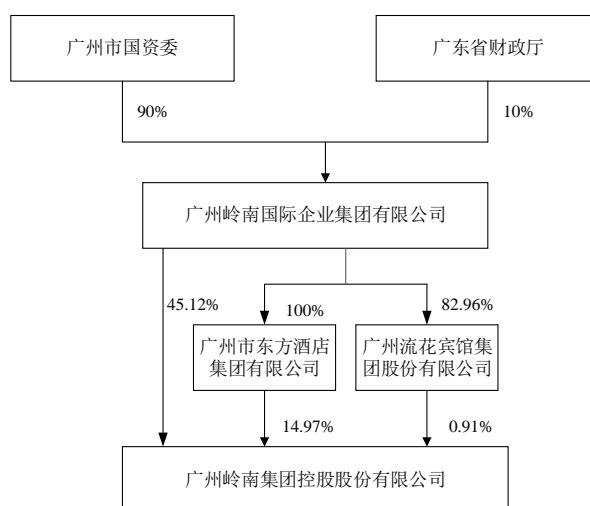 广州市国资委
广东省财政厅
90%
10%
广州岭南国际企业集团有限公司
45.12%
100%
82.96%
广州市东方酒店
集团有限公司
广州流花宾馆集
团股份有限公司
14.97%
0.91%
广州岭南集团控股股份有限公司